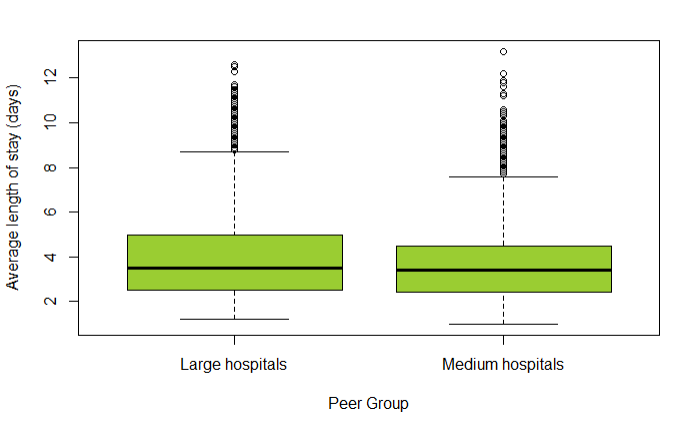 Average length of stay (days)
12
10
8
6
4
2
Large hospitals
Medium hospitals
Peer Group